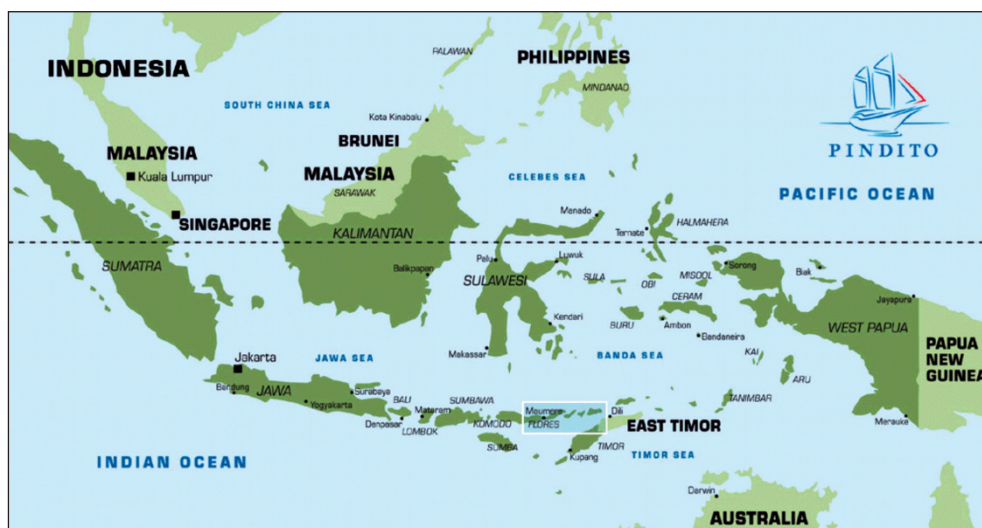 PALAWAN
PHILIPPINES
INDONESIA
MINDANAO
SOUTH CHINA SEA
Kota Kinabalu
BRUNEI
PINDITO
MALAYSIA
Kuala Lumpur
MALAYSIA
SARAWAK
CELEBES SEA
PACIFIC OCEAN
SINGAPORE
Manado
HALMAHERA
KALIMANTAN
Ternate
SUMATRA
Palu
Luwuk
Sorong
Biak
Balikpapan
SULAWESI
SULA
OBI
MISOOL
CERAM
Jayapura
Kendari
BURU
Ambon
Bandaneira
WEST PAPUA
PAPUA
NEW
GUINEA
Jakarta
JAWA SEA
Makassar
BANDA SEA
KAI
ARU
Bandung
JAWA
Surabaya
Yogyakarta
BALI
Mataram
SUMBAWA
Maumere
Dili
TANIMBAR
Denpasar
LOMBOK
KOMODO
FLORES
EAST TIMOR
Merauke
SUMBA
TIMOR
Kupang
TIMOR SEA
INDIAN OCEAN
Darwin
AUSTRALIA